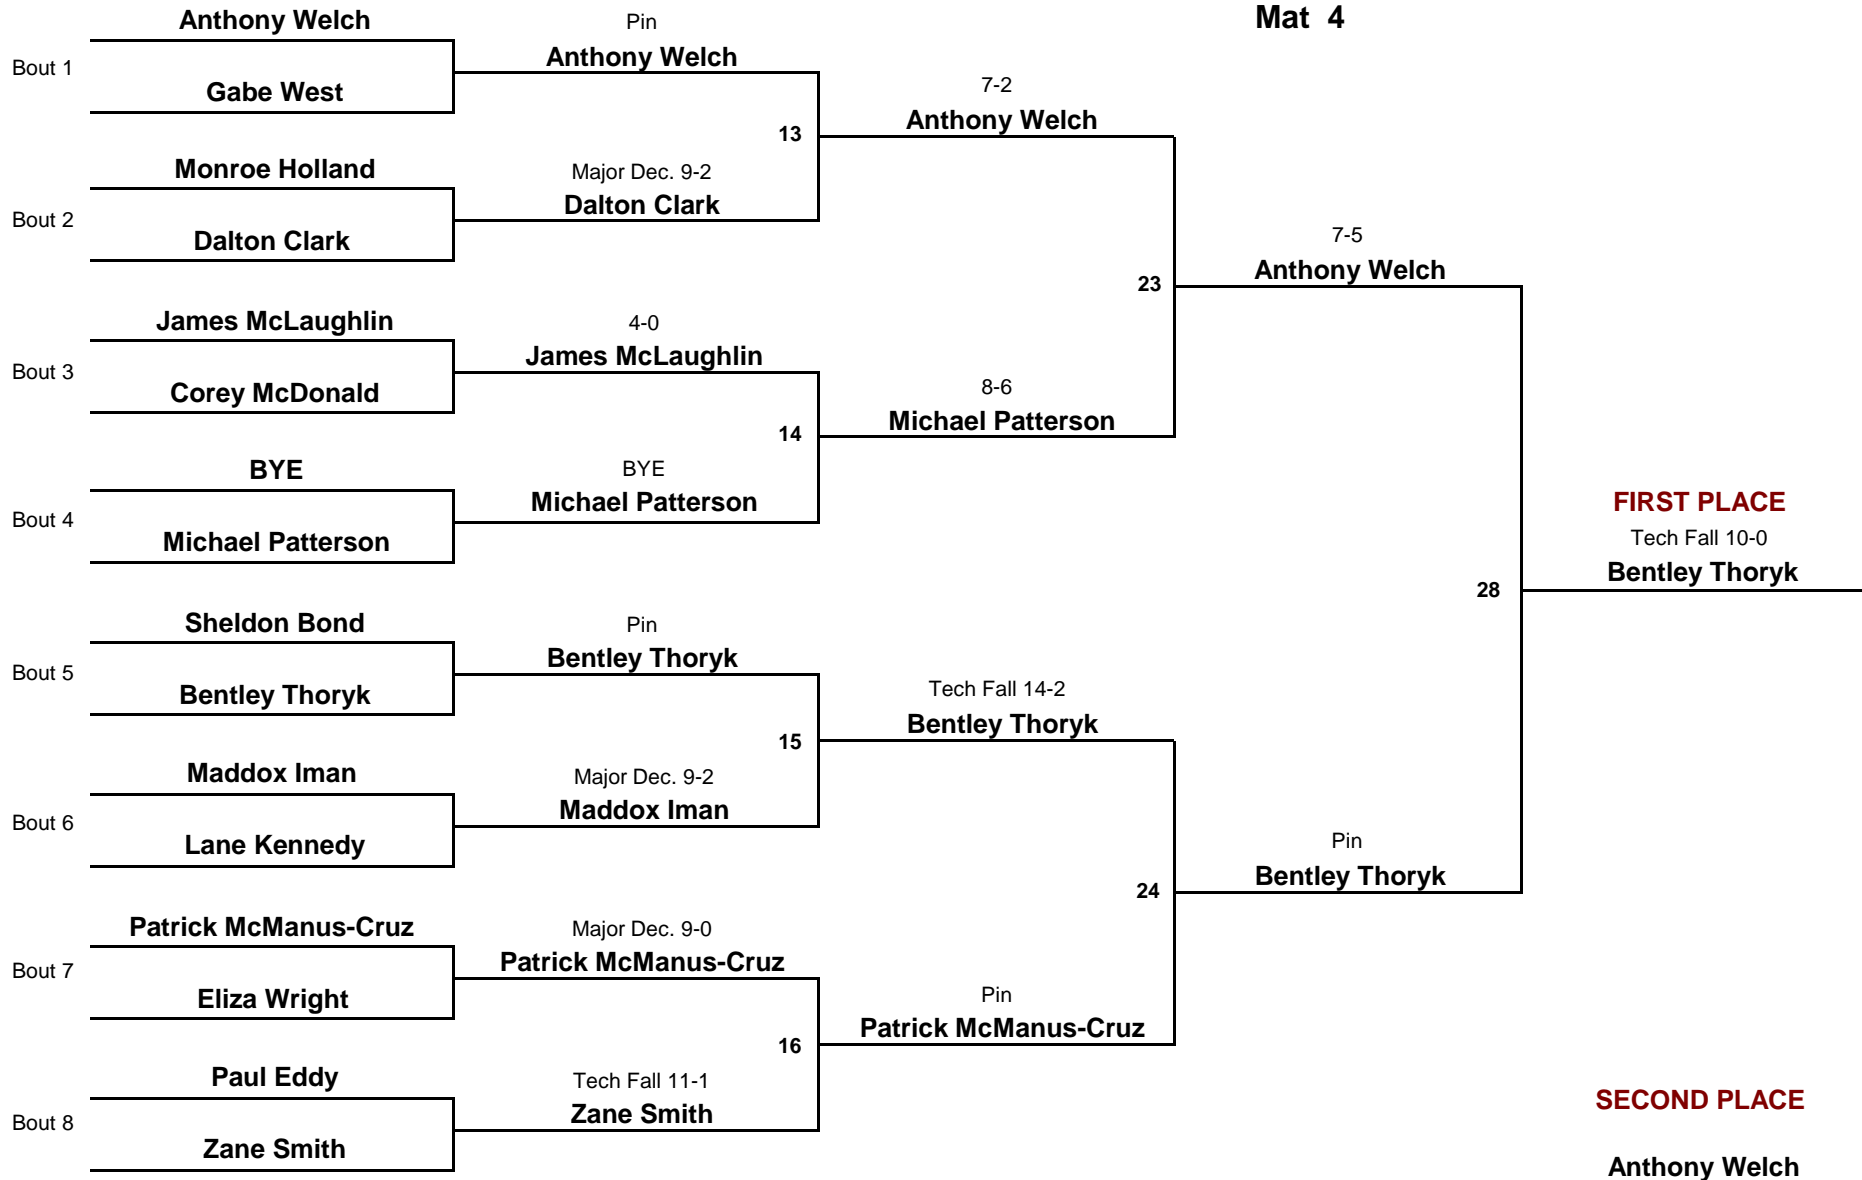 Mat 4
Bout 1
Anthony Welch
Gabe West
Bout 2
Monroe Holland
Dalton Clark
Bout 3
James McLaughlin
Corey McDonald
Bout 4
BYE
Michael Patterson
Bout 5
Sheldon Bond
Bentley Thoryk
Bout 6
Maddox Iman
Lane Kennedy
Bout 7
Patrick McManus-Cruz
Eliza Wright
Bout 8
Paul Eddy
Zane Smith
Pin
Anthony Welch
13
Major Dec. 9-2
Dalton Clark
4-0
James McLaughlin
14
BYE
Michael Patterson
Pin
Bentley Thoryk
15
Major Dec. 9-2
Maddox Iman
Major Dec. 9-0
Patrick McManus-Cruz
16
Tech Fall 11-1
Zane Smith
7-2
Anthony Welch
23
8-6
Michael Patterson
Tech Fall 14-2
Bentley Thoryk
24
Pin
Patrick McManus-Cruz
7-5
Anthony Welch
28
Pin
Bentley Thoryk
FIRST PLACE
Tech Fall 10-0
Bentley Thoryk
SECOND PLACE
Anthony Welch